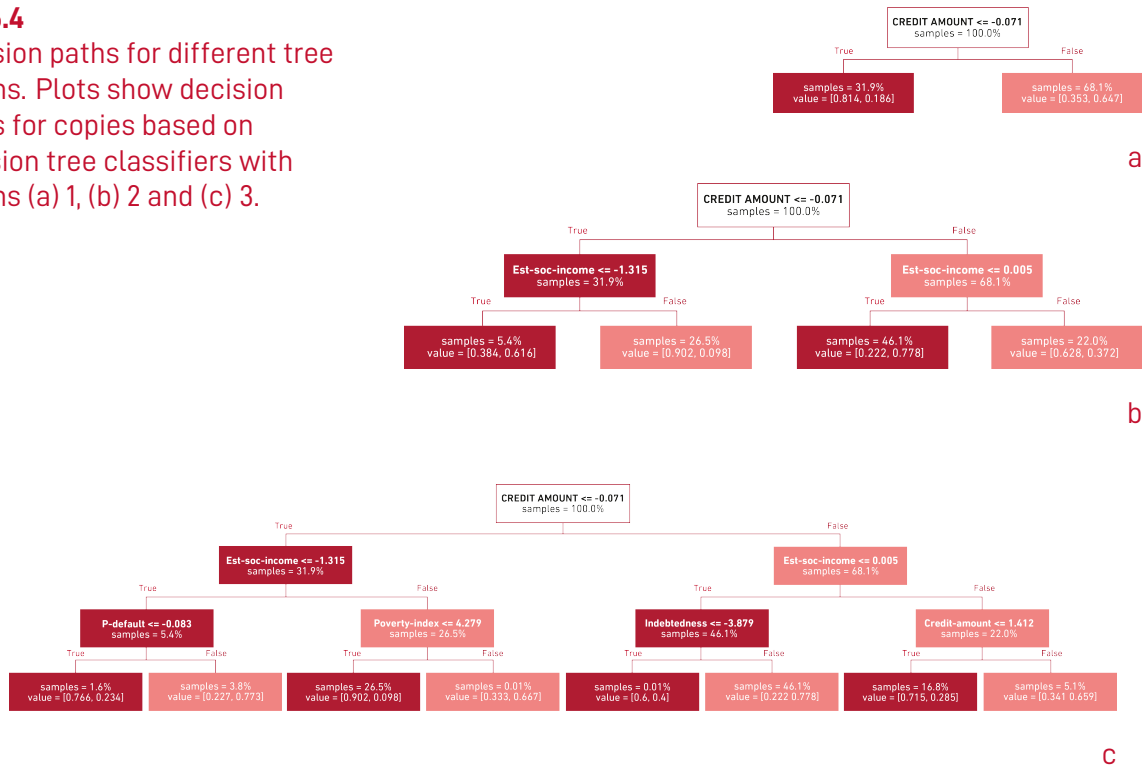 .4
sion paths for different tree
ns. Plots show decision
s for copies based on
sion tree classifiers with
ns (a) 1, (b) 2 and (c) 3.
CREDIT AMOUNT <= -0.071
samples = 100.0%
True
False
samples = 31.9%
value = [0.814, 0.186]
samples = 68.1%
value = [0.353, 0.647]
a
CREDIT AMOUNT <= -0.071
samples = 100.0%
True
False
Est-soc-income <= -1.315
samples = 31.9%
Est-soc-income <= 0.005
samples = 68.1%
True
False
True
False
samples = 5.4%
value = [0.384, 0.616]
samples = 26.5%
value = [0.902, 0.098]
samples = 46.1%
value = [0.222, 0.778]
samples = 22.0%
value = [0.628, 0.372]
b
CREDIT AMOUNT <= -0.071
samples = 100.0%
True
False
Est-soc-income <= -1.315
samples = 31.9%
Est-soc-income <= 0.005
samples = 68.1%
True
False
True
False
P-default <= -0.083
samples = 5.4%
Poverty-index <= 4.279
samples = 26.5%
Indebtedness <= -3.879
samples = 46.1%
Credit-amount <= 1.412
samples = 22.0%
True
False
True
False
True
False
True
False
samples = 1.6%
value = [0.766, 0.234]
samples = 3.8%
value = [0.227, 0.773]
samples = 26.5%
value = [0.902, 0.098]
samples = 0.01%
value = [0.333, 0.667]
samples = 0.01%
value = [0.6, 0.4]
samples = 46.1%
value = [0.222 0.778]
samples = 16.8%
value = [0.715, 0.285]
samples = 5.1%
value = [0.341 0.659]
c